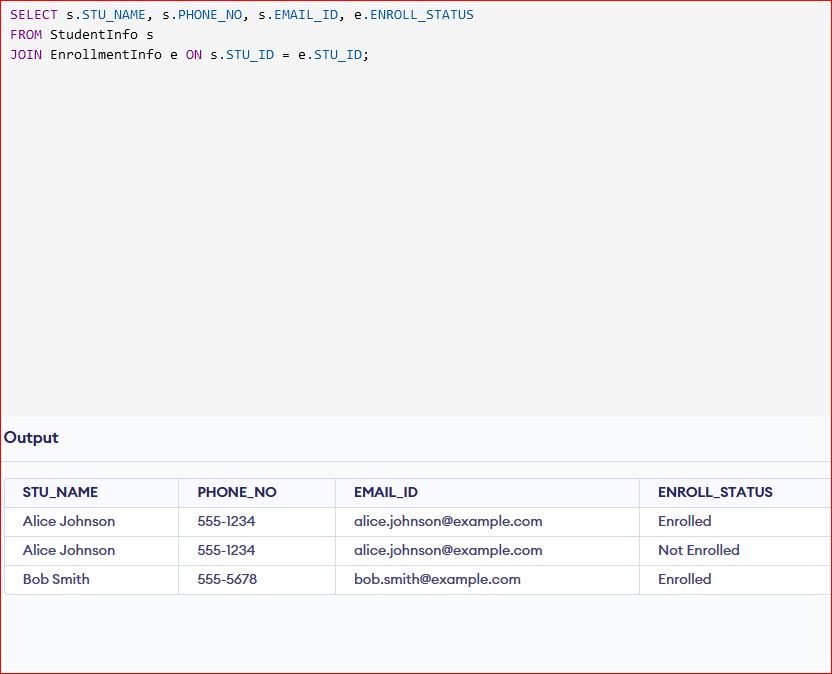 SELECT s.STU_NAME, s.PHONE_NO, s.EMAIL_ID, e.ENROLL_STATUS
FROM StudentInfo s
JOIN EnrollmentInfo e ON s.STU_ID = e.STU_ID;
Output
STU_NAME PHONE_NO EMAIL_ID ENROLL_STATUS
Alice Johnson 555-1234 alice.johnson@example.com Enrolled
Alice Johnson 555-1234 alice.johnson@example.com Not Enrolled
Bob Smith 555-5678 bob.smith@example.com Enrolled